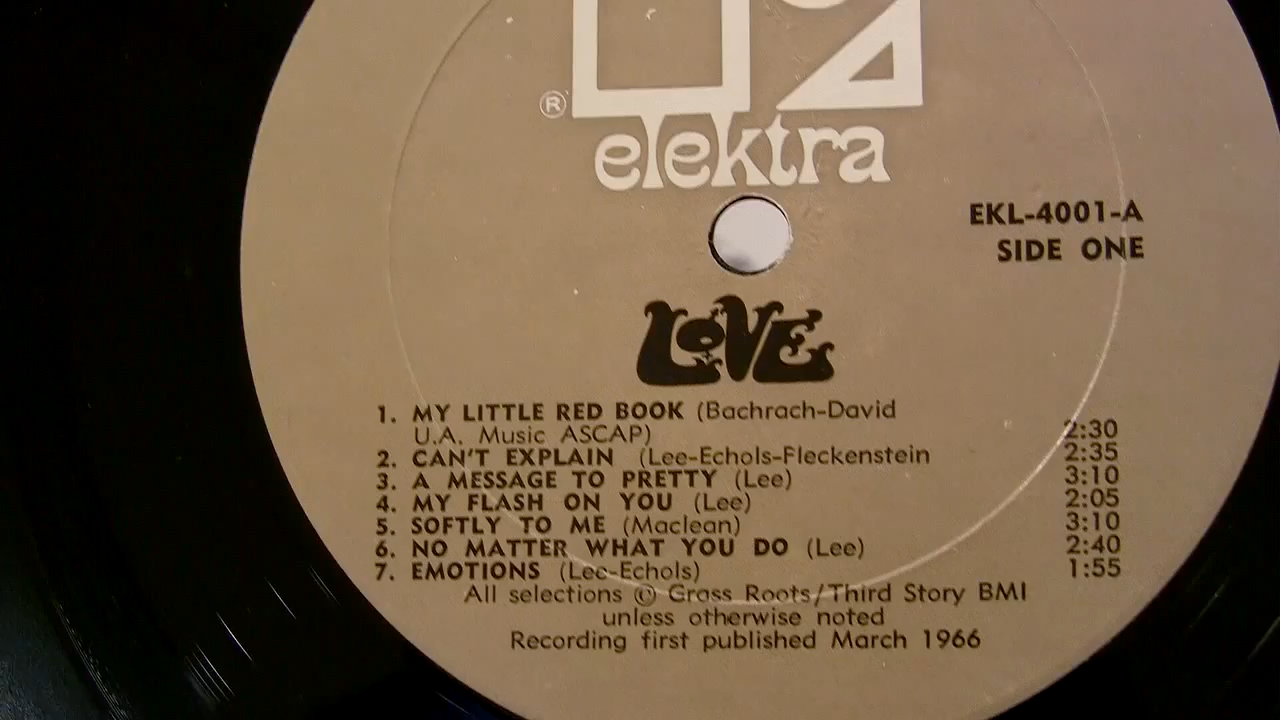 ®
elektra
EKL-4001-A
SIDE ONE
LOVE
1. MY LITTLE RED BOOK (Bachrach-David
U.A. Music ASCAP) 2:30
2. CAN'T EXPLAIN (Lee-Echols-Fleckenstein 2:35
3. A MESSAGE TO PRETTY (Lee) 3:10
4. MY FLASH ON YOU (Lee) 2:05
5. SOFTLY TO ME (Maclean) 3:10
6. NO MATTER WHAT YOU DO (Lee) 2:40
7. EMOTIONS (Lee-Echols) 1:55
All selections © Grass Roots/Third Story BMI
unless otherwise noted
Recording first published March 1966